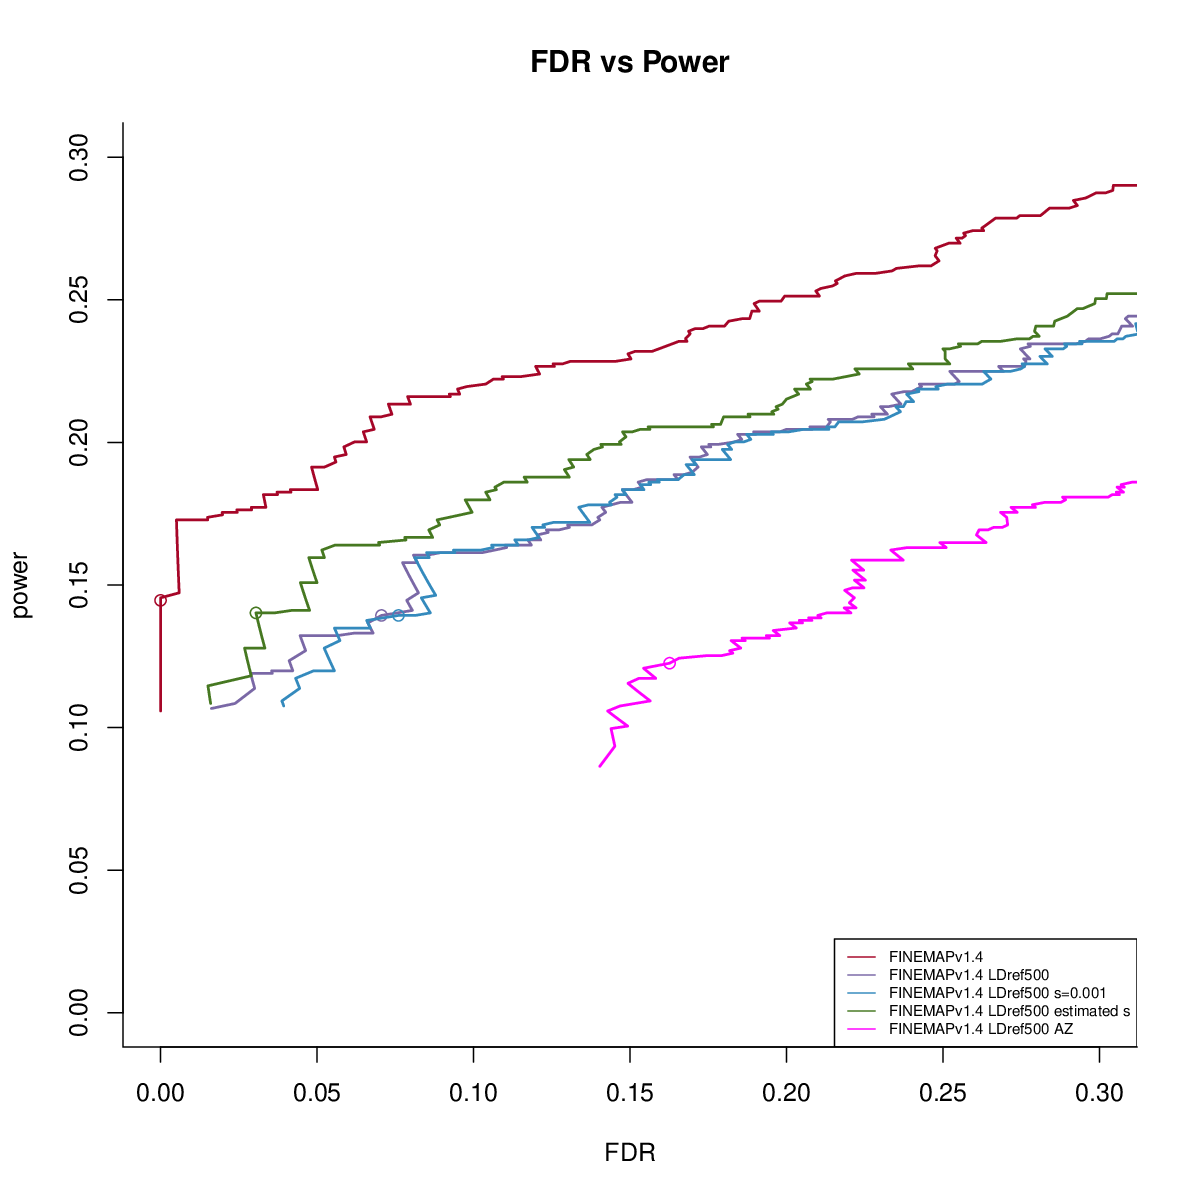 FDR vs Power
0.30
0.25
0.20
0.15
0.10
0.05
0.00
power
0.00 0.05 0.10 0.15 0.20 0.25 0.30
FDR
FINEMAPv1.4
FINEMAPv1.4 LDref500
FINEMAPv1.4 LDref500 s=0.001
FINEMAPv1.4 LDref500 estimated s
FINEMAPv1.4 LDref500 AZ